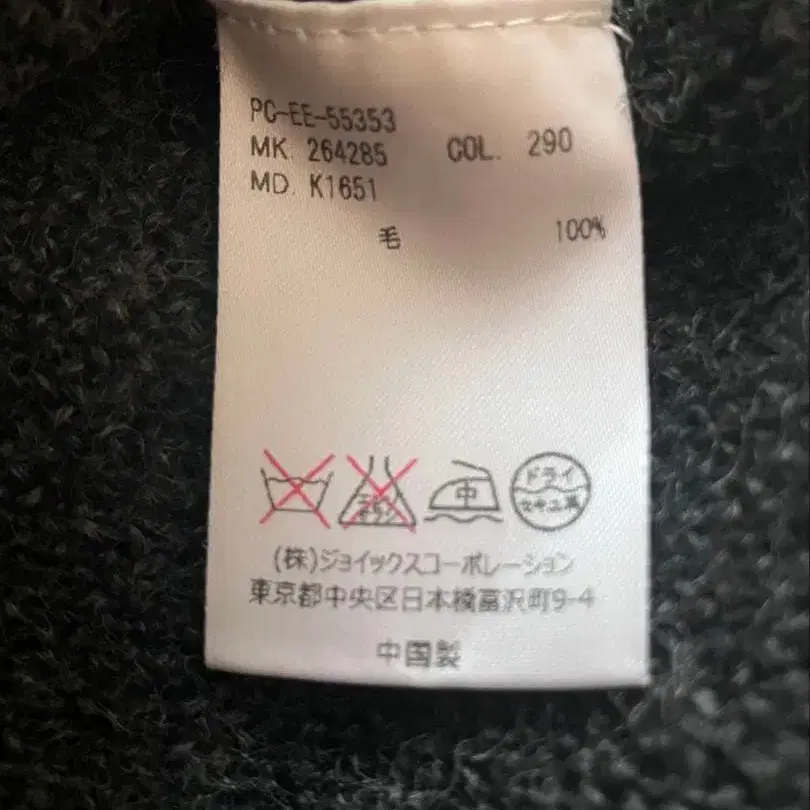 PC-EE-55353
MK. 264285 COL. 290
MD. K1651
毛 100%
中 ドライ
セキユ系
(株)ジョイックスコーポレーション
東京都中央区日本橋富沢町9-4
中国製